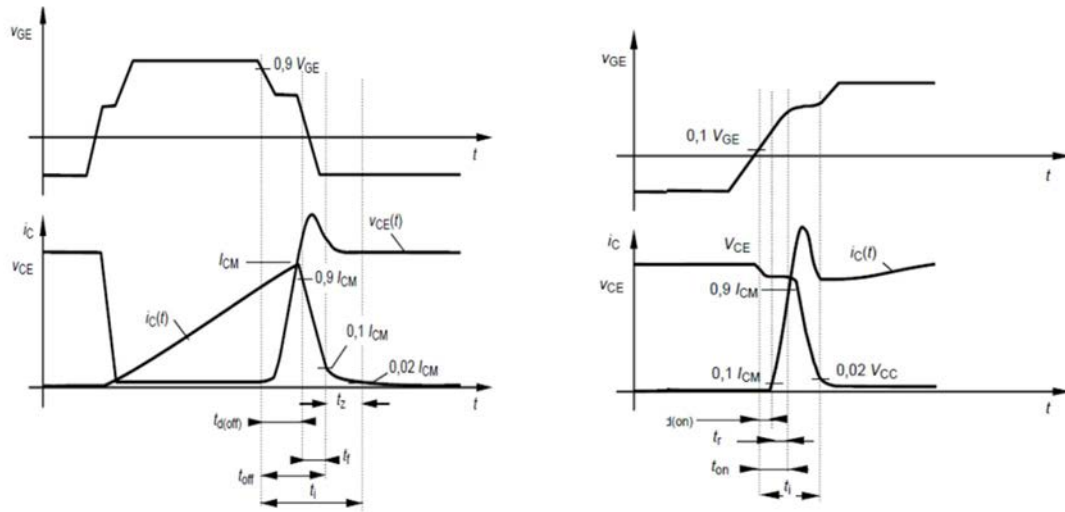 vGE
0,9 VGE
t
iC
vCE
vCE(t)
ICM
0,9 ICM
iC(t)
0,1 ICM
0,02 ICM
t
tz
td(off)
tf
toff
ti
vGE
0,1 VGE
t
iC
VCE
iC(t)
vCE
0,9 ICM
0,1 ICM
0,02 VCC
t
d(on)
tr
ton
ti